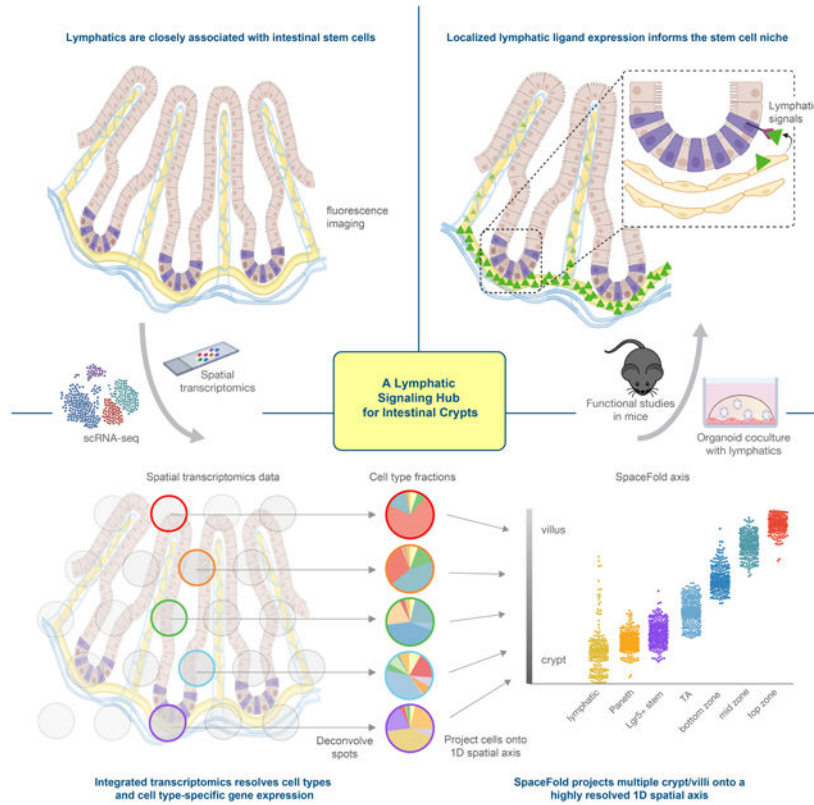 Lymphatics are closely associated with intestinal stem cells
fluorescence
imaging
Localized lymphatic ligand expression informs the stem cell niche
Lymphatic
signals
scRNA-seq
Spatial
transcriptomics
A Lymphatic
Signaling Hub
for Intestinal Crypts
Functional studies
in mice
Organoid coculture
with lymphatics
Spatial transcriptomics data
Cell type fractions
Deconvolve
spots
Project cells onto
1D spatial axis
Integrated transcriptomics resolves cell types
and cell type-specific gene expression
SpaceFold axis
villus
crypt
lymphatic
Paneth
Lgr5+ stem
TA
bottom zone
mid zone
top zone
SpaceFold projects multiple crypt/villi onto a
highly resolved 1D spatial axis